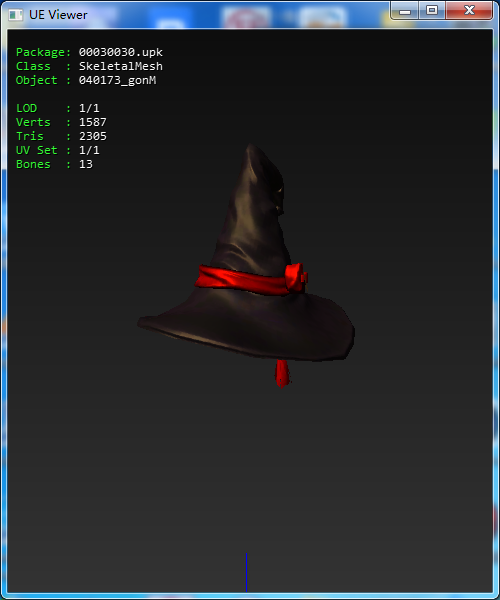 UE Viewer
Package: 00030030.upk
Class : SkeletalMesh
Object : 040173_gonM
LOD : 1/1
Verts : 1587
Tris : 2305
UV Set : 1/1
Bones : 13